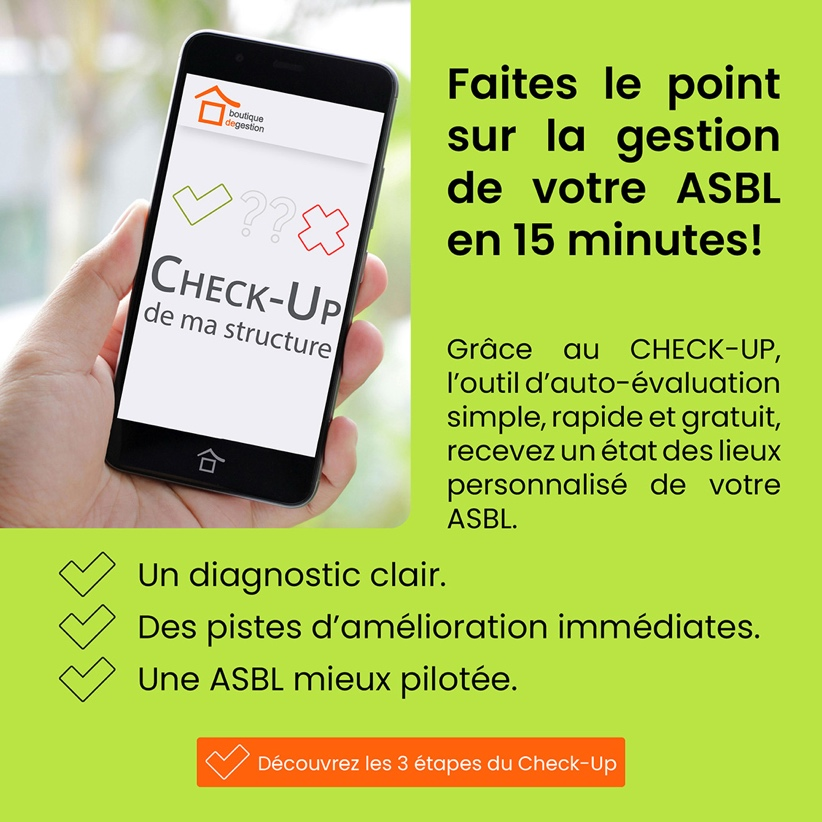 boutique
degestion
??
CHECK-UP
de ma structure
Faites le point
sur la gestion
de votre ASBL
en 15 minutes!
Grâce au CHECK-UP,
l’outil d’auto-évaluation
simple, rapide et gratuit,
recevez un état des lieux
personnalisé de votre
ASBL.
Un diagnostic clair.
Des pistes d’amélioration immédiates.
Une ASBL mieux pilotée.
Découvrez les 3 étapes du Check-Up